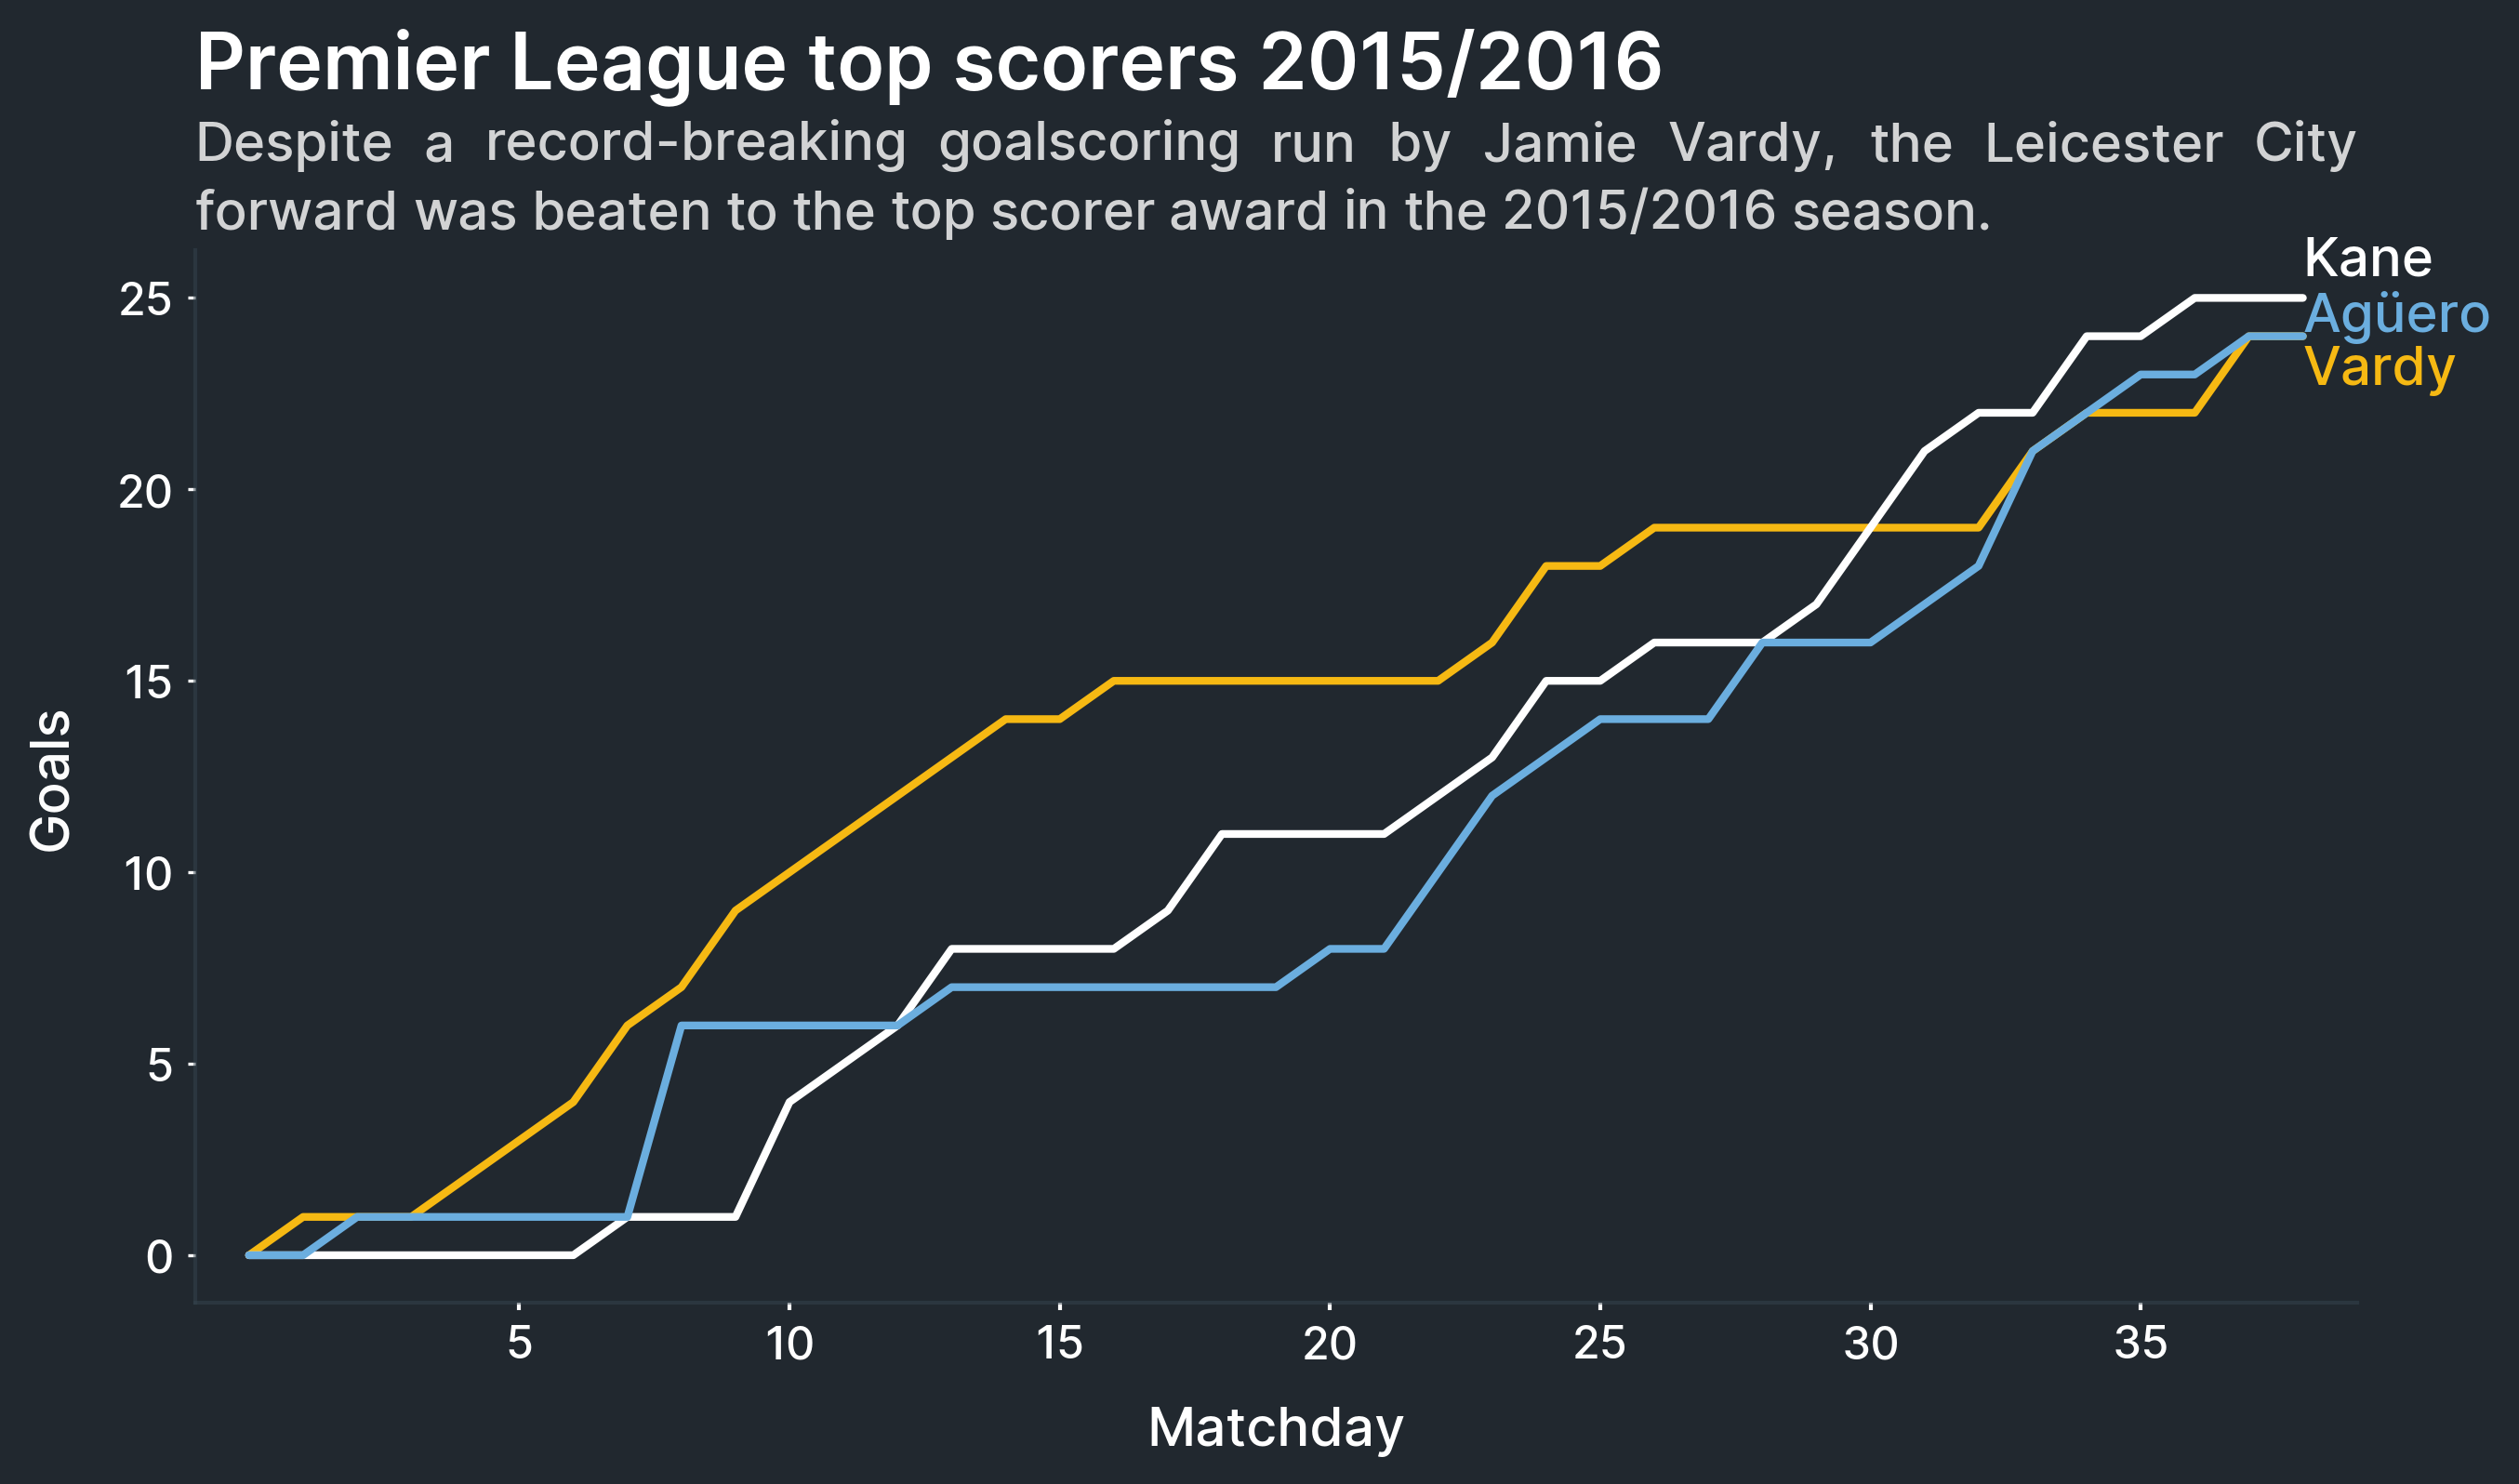 Premier League top scorers 2015/2016
Despite a record-breaking goalscoring run by Jamie Vardy, the Leicester City
forward was beaten to the top scorer award in the 2015/2016 season.
Kane
Agüero
Vardy
25
20
15
10
5
0
Goals
5 10 15 20 25 30 35
Matchday